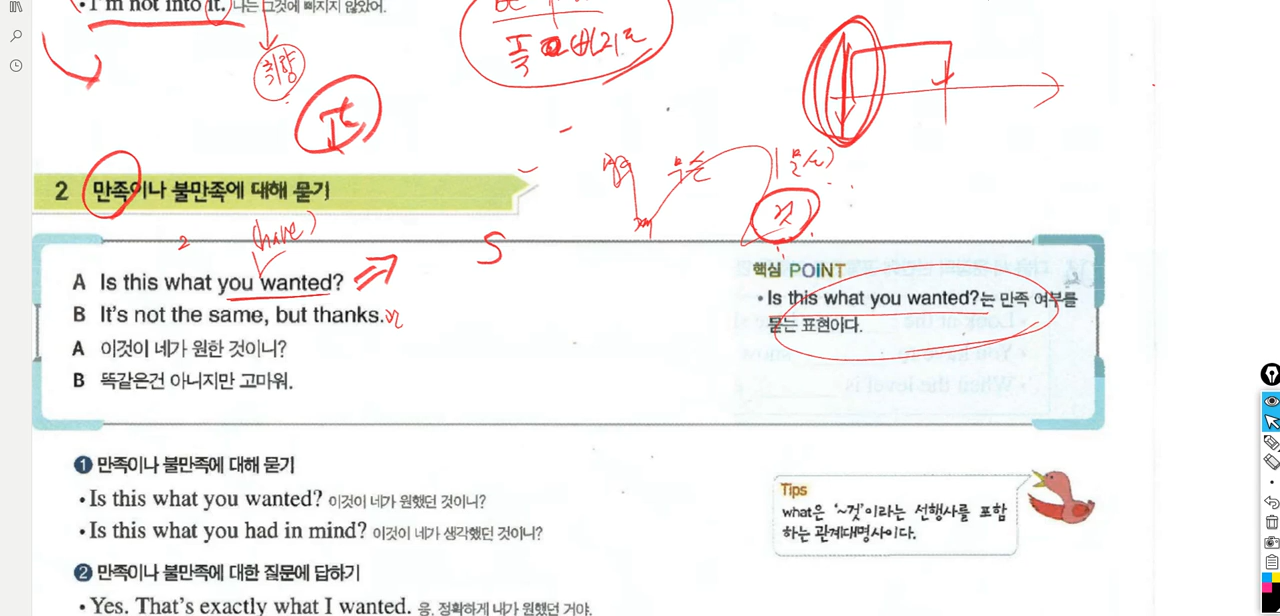 • I'm not into it. 나는 그것에 빠지지 않았어.
취향
2 만족이나 불만족에 대해 묻기
(have)
S
A Is this what you wanted?
B It's not the same, but thanks.
A 이것이 네가 원한 것이니?
B 똑같은건 아니지만 고마워.
핵심 POINT
• Is this what you wanted?는 만족 여부를
묻는 표현이다.
1 만족이나 불만족에 대해 묻기
• Is this what you wanted? 이것이 네가 원했던 것이니?
• Is this what you had in mind? 이것이 네가 생각했던 것이니?
Tips
what은 '~것'이라는 선행사를 포함
하는 관계대명사이다.
2 만족이나 불만족에 대한 질문에 답하기
• Yes. That's exactly what I wanted. 응. 정확하게 내가 원했던 거야.